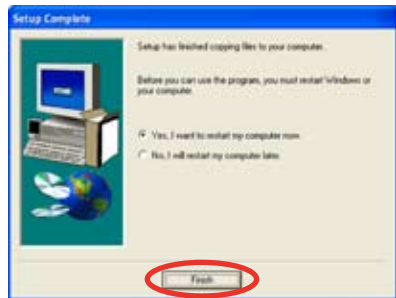 Setup Complete
Setup has finished copying files to your computer.
Before you can use the program, you must restart Windows or
your computer.
Yes, I want to restart my computer now.
No, I will restart my computer later.
Finish